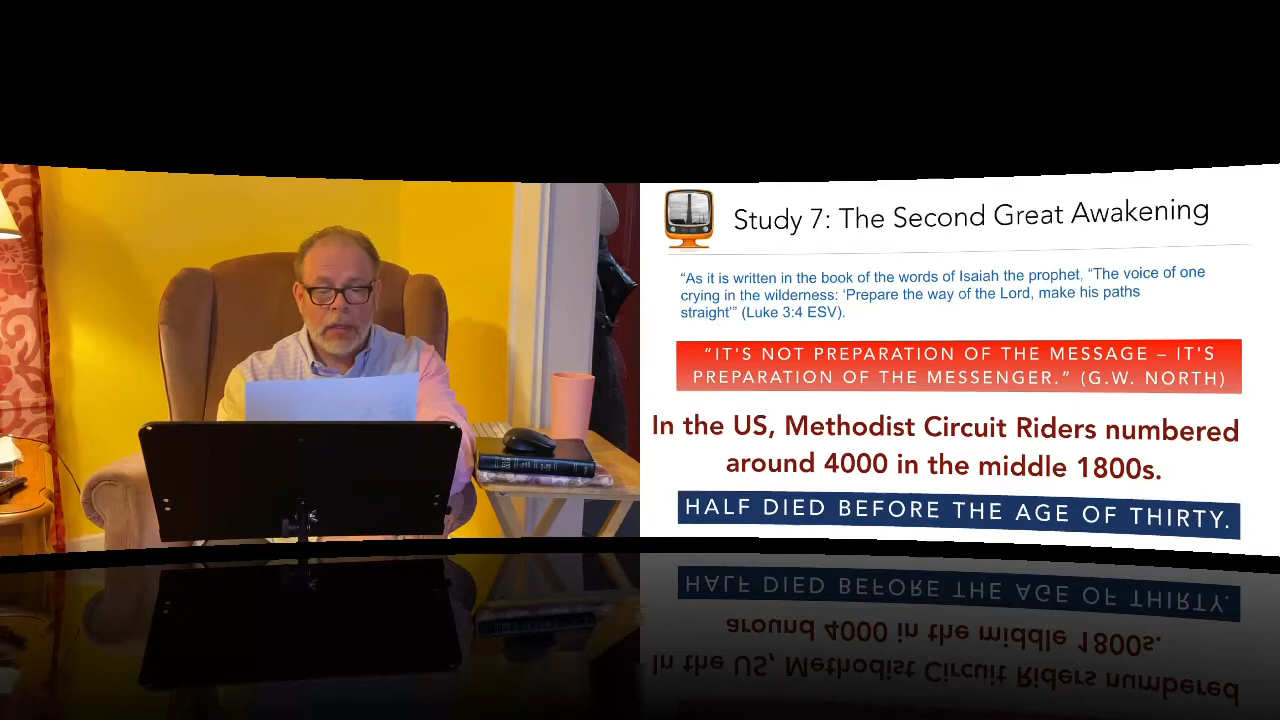 Study 7: The Second Great Awakening
“As it is written in the book of the words of Isaiah the prophet, “The voice of one
crying in the wilderness: ‘Prepare the way of the Lord, make his paths
straight’” (Luke 3:4 ESV).
“IT'S NOT PREPARATION OF THE MESSAGE – IT'S
PREPARATION OF THE MESSENGER.” (G.W. NORTH)
In the US, Methodist Circuit Riders numbered
around 4000 in the middle 1800s.
HALF DIED BEFORE THE AGE OF THIRTY.